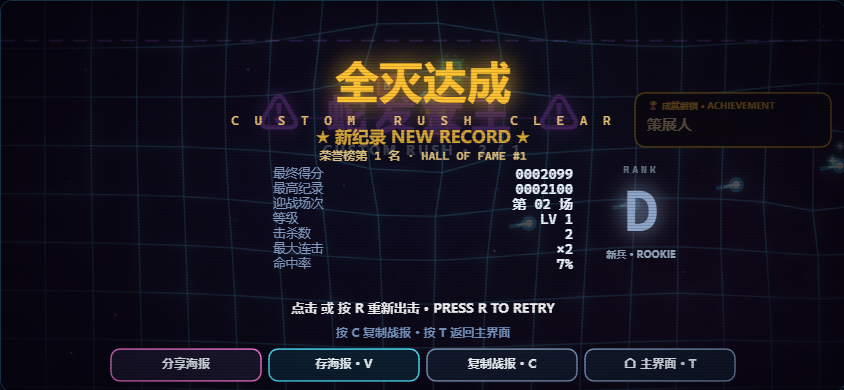 全灭达成
CUSTOM RUSH CLEAR
成就解锁 • ACHIEVEMENT
策展人
★ 新纪录 NEW RECORD ★
荣誉榜第 1 名 · HALL OF FAME #1
最终得分 0002099
最高纪录 0002100
迎战场次 第 02 场
等级 LV 1
击杀数 2
最大连击 ×2
命中率 7%
RANK
D
新兵 • ROOKIE
点击 或 按 R 重新出击 • PRESS R TO RETRY
按 C 复制战报 • 按 T 返回主界面
分享海报
存海报 • V
复制战报 • C
主界面 • T